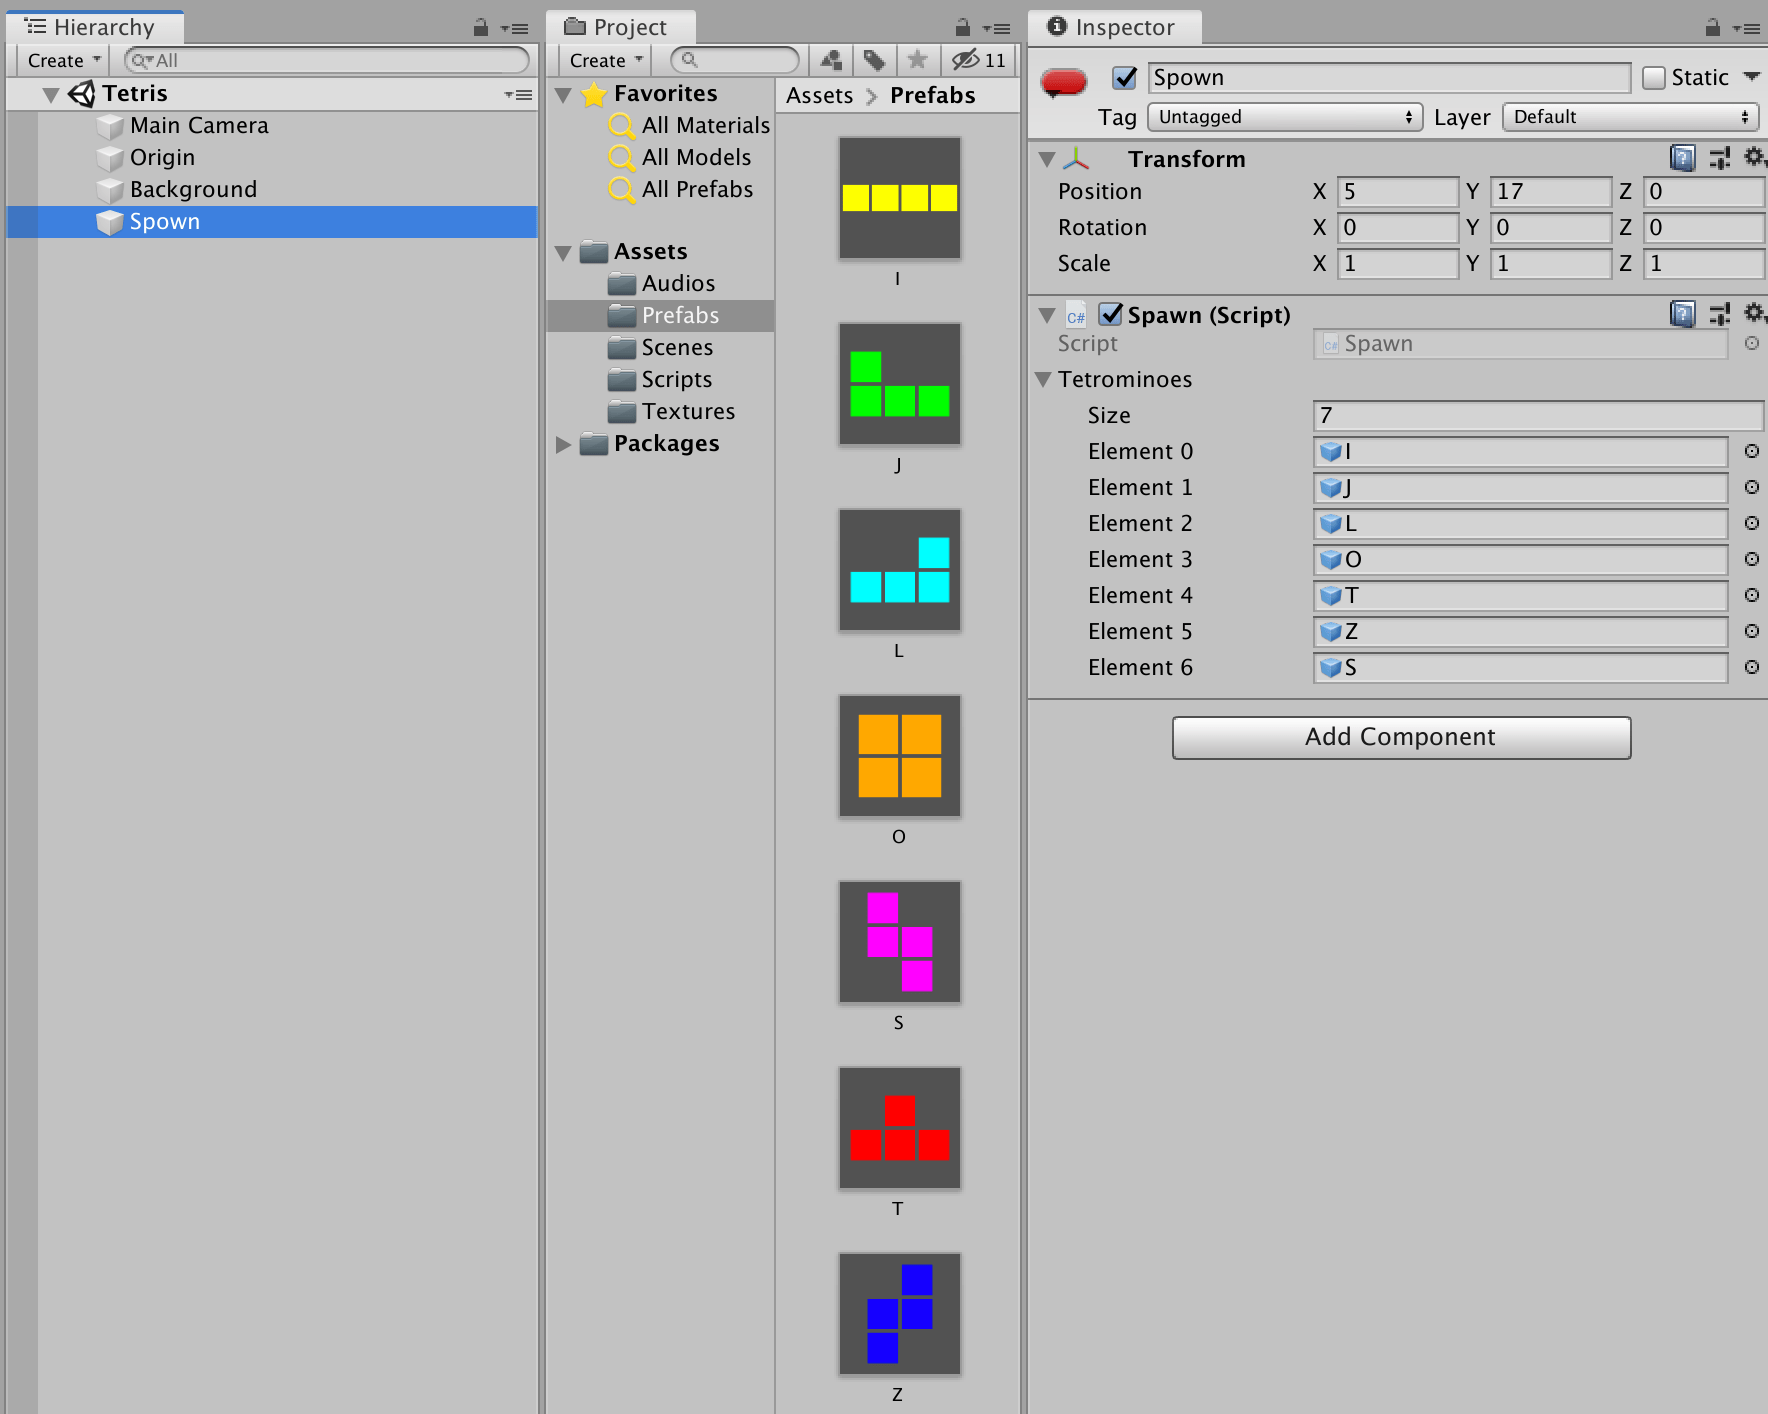 Hierarchy
Create
All
Tetris
Main Camera
Origin
Background
Spown
Project
Create
11
Favorites
All Materials
All Models
All Prefabs
Assets
Audios
Prefabs
Scenes
Scripts
Textures
Packages
Assets > Prefabs
I
J
L
O
S
T
Z
Inspector
Spown
Static
Tag Untagged Layer Default
Transform
Position X 5 Y 17 Z 0
Rotation X 0 Y 0 Z 0
Scale X 1 Y 1 Z 1
C# Spawn (Script)
Script C# Spawn
Tetrominoes
Size 7
Element 0 I
Element 1 J
Element 2 L
Element 3 O
Element 4 T
Element 5 Z
Element 6 S
Add Component